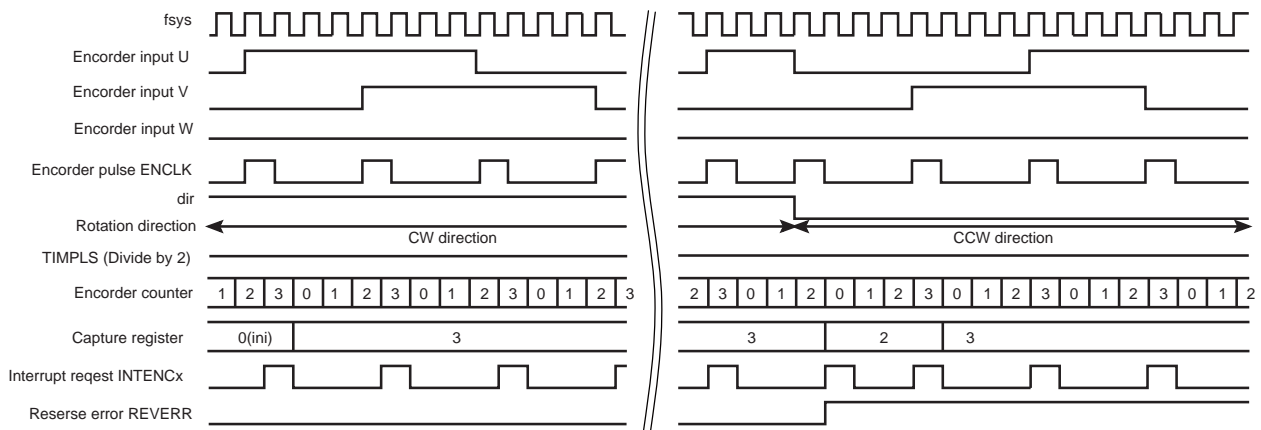 fsys
Encorder input U
Encorder input V
Encorder input W
Encorder pulse ENCLK
dir
Rotation direction
CW direction
CCW direction
TIMPLS (Divide by 2)
Encorder counter
1 2 3 0 1 2 3 0 1 2 3 0 1 2 3
2 3 0 1 2 0 1 2 3 0 1 2 3 0 1 2 3 0 1 2
Capture register
0(ini) 3
3 2 3
Interrupt reqest INTENCx
Reserse error REVERR